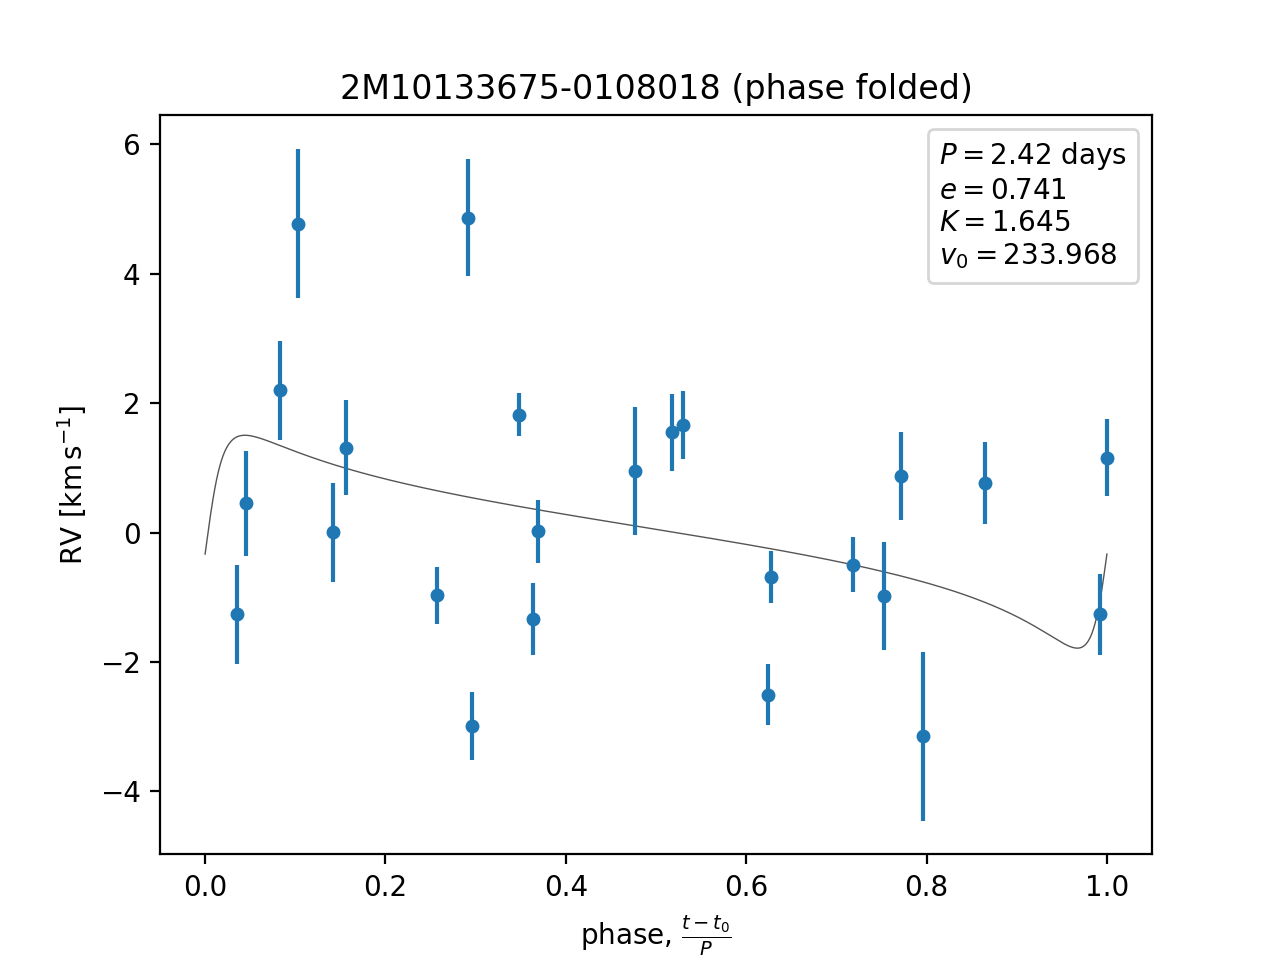 2M10133675-0108018 (phase folded)
P = 2.42 days
e = 0.741
K = 1.645
v₀ = 233.968
6
4
2
0
−2
−4
RV [km s⁻¹]
0.0 0.2 0.4 0.6 0.8 1.0
phase, (t − t₀)/P